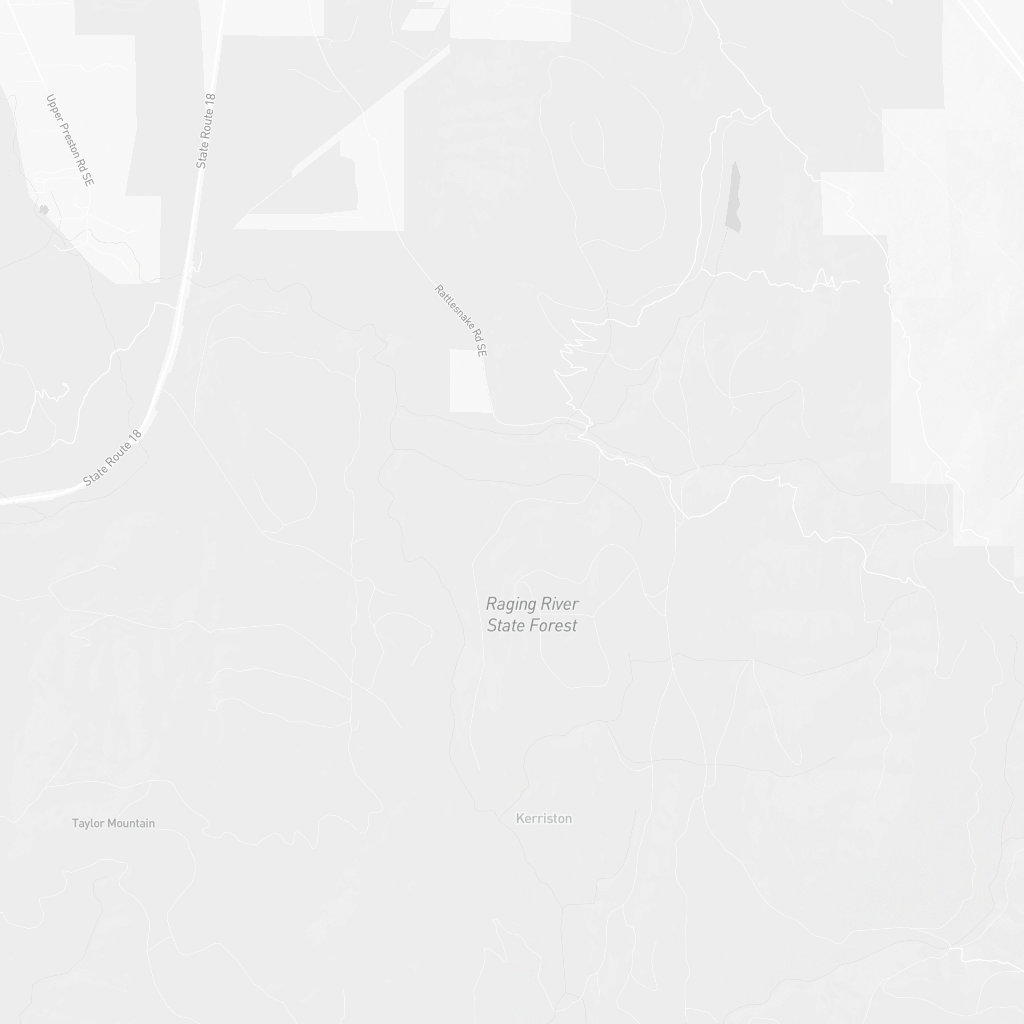 Upper Preston Rd SE
State Route 18
Rattlesnake Rd SE
State Route 18
Raging River
State Forest
Taylor Mountain
Kerriston